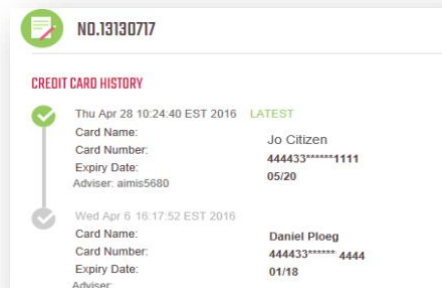 NO.13130717
CREDIT CARD HISTORY
Thu Apr 28 10:24:40 EST 2016 LATEST
Card Name: Jo Citizen
Card Number: 444433******1111
Expiry Date: 05/20
Adviser: aimis5680
Wed Apr 6 16:17:52 EST 2016
Card Name: Daniel Ploeg
Card Number: 444433****** 4444
Expiry Date: 01/18
Adviser: